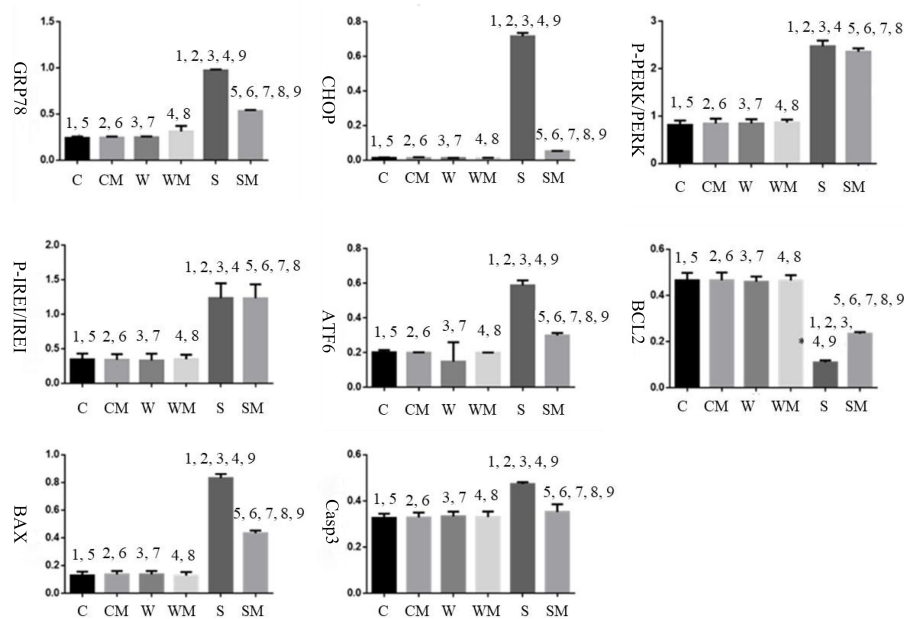 GRP78
1.5
1.0
0.5
0.0
1, 5
2, 6
3, 7
4, 8
1, 2, 3, 4, 9
5, 6, 7, 8, 9
C CM W WM S SM
CHOP
0.8
0.6
0.4
0.2
0.0
1, 5
2, 6
3, 7
4, 8
1, 2, 3, 4, 9
5, 6, 7, 8, 9
C CM W WM S SM
P-PERK/PERK
3
2
1
0
1, 5
2, 6
3, 7
4, 8
1, 2, 3, 4
5, 6, 7, 8
C CM W WM S SM
P-IREI/IREI
2.0
1.5
1.0
0.5
0.0
1, 5
2, 6
3, 7
4, 8
1, 2, 3, 4
5, 6, 7, 8
C CM W WM S SM
ATF6
0.8
0.6
0.4
0.2
0.0
1, 5
2, 6
3, 7
4, 8
1, 2, 3, 4, 9
5, 6, 7, 8, 9
C CM W WM S SM
BCL2
0.6
0.4
0.2
0.0
1, 5
2, 6
3, 7
4, 8
*
1, 2, 3,
4, 9
5, 6, 7, 8, 9
C CM W WM S SM
BAX
1.0
0.8
0.6
0.4
0.2
0.0
1, 5
2, 6
3, 7
4, 8
1, 2, 3, 4, 9
5, 6, 7, 8, 9
C CM W WM S SM
Casp3
0.6
0.4
0.2
0.0
1, 5
2, 6
3, 7
4, 8
1, 2, 3, 4, 9
5, 6, 7, 8, 9
C CM W WM S SM